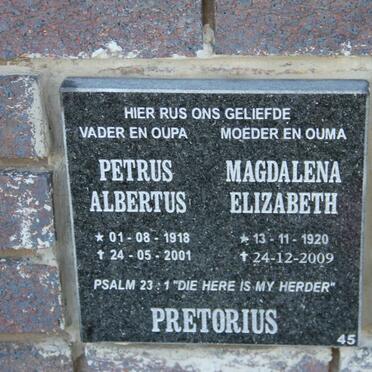 HIER RUS ONS GELIEFDE
VADER EN OUPA MOEDER EN OUMA
PETRUS MAGDALENA
ALBERTUS ELIZABETH
★ 01 - 08 - 1918 ★ 13 - 11 - 1920
✝ 24 - 05 - 2001 ✝ 24-12-2009
PSALM 23 : 1 "DIE HERE IS MY HERDER"
PRETORIUS
45